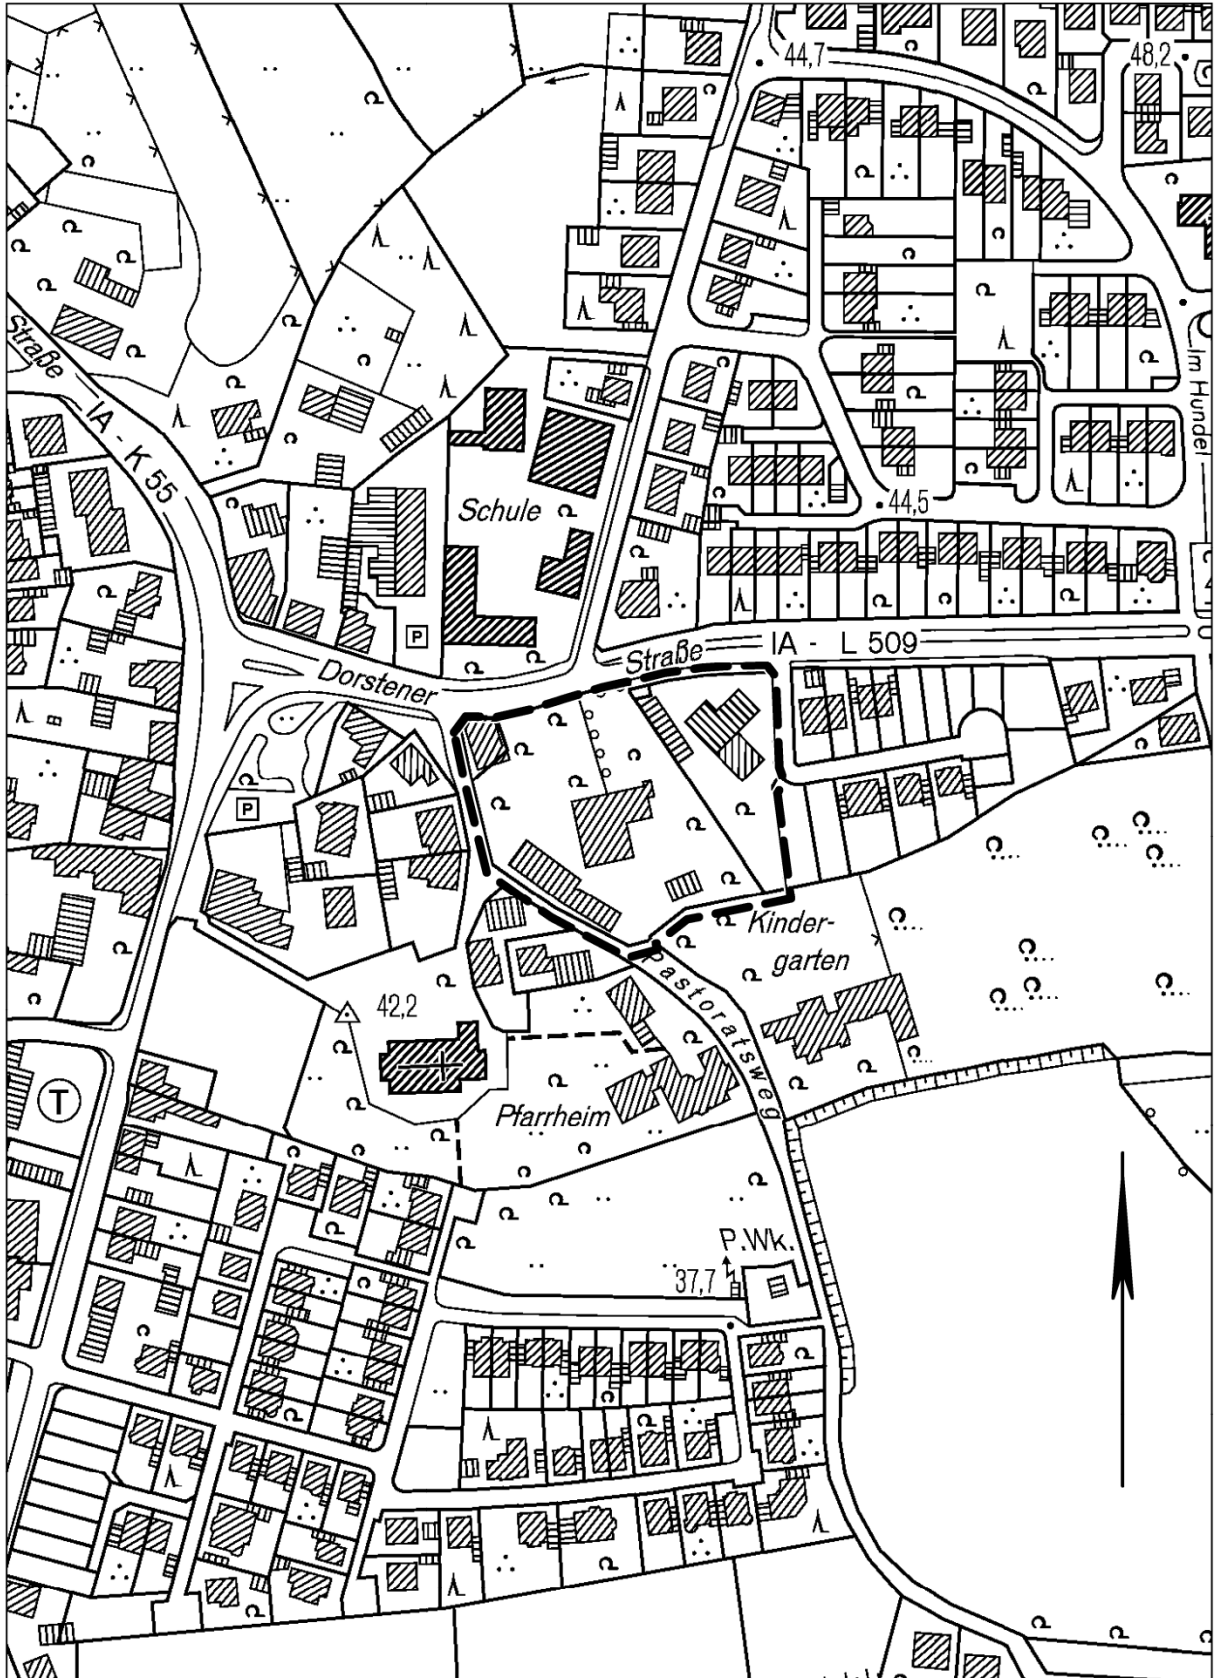 44,7
48,2
Straße
IA - K 55
Im Hundel
Schule
44,5
P
Dorstener
Straße
IA - L 509
P
Kinder-
garten
Pastoratsweg
42,2
T
Pfarrheim
P.Wk.
37,7